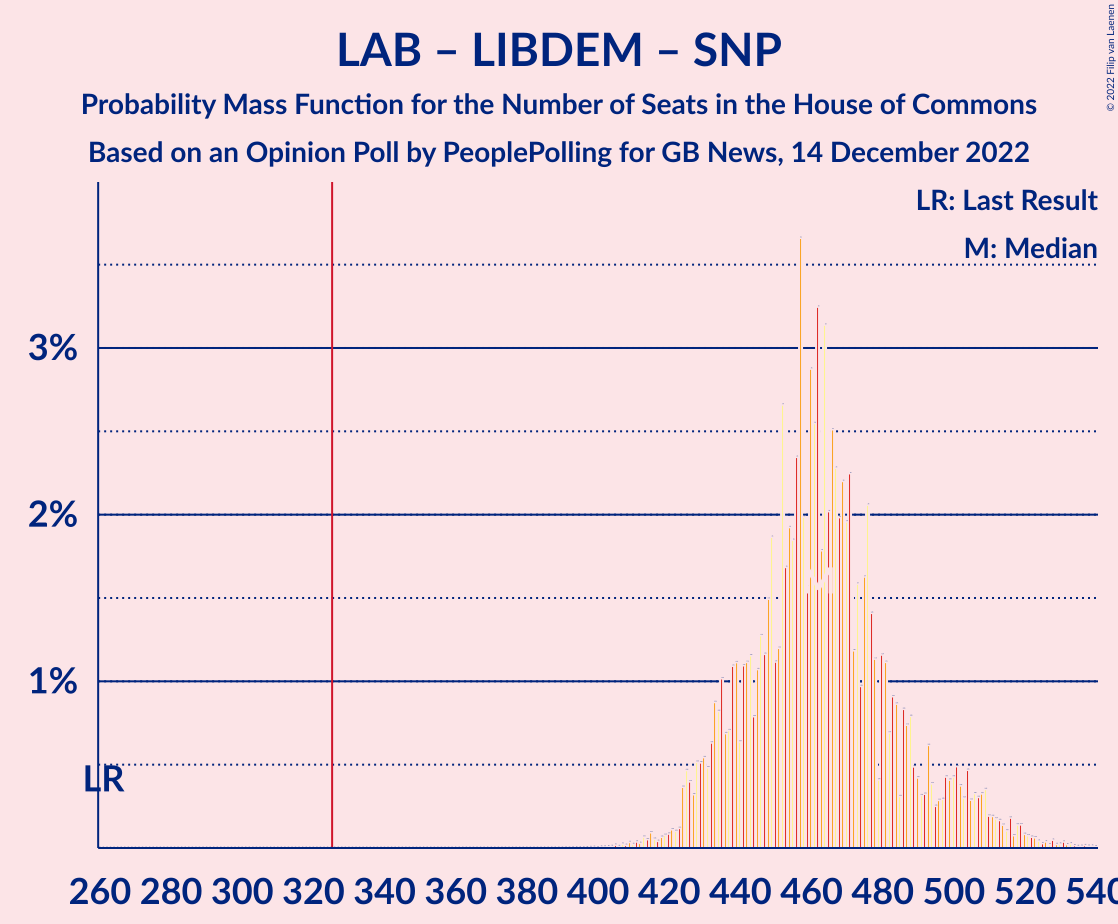 LAB – LIBDEM – SNP
Probability Mass Function for the Number of Seats in the House of Commons
Based on an Opinion Poll by PeoplePolling for GB News, 14 December 2022
© 2022 Filip van Laenen
LR: Last Result
M: Median
3%
2%
1%
LR
260 280 300 320 340 360 380 400 420 440 460 480 500 520 540